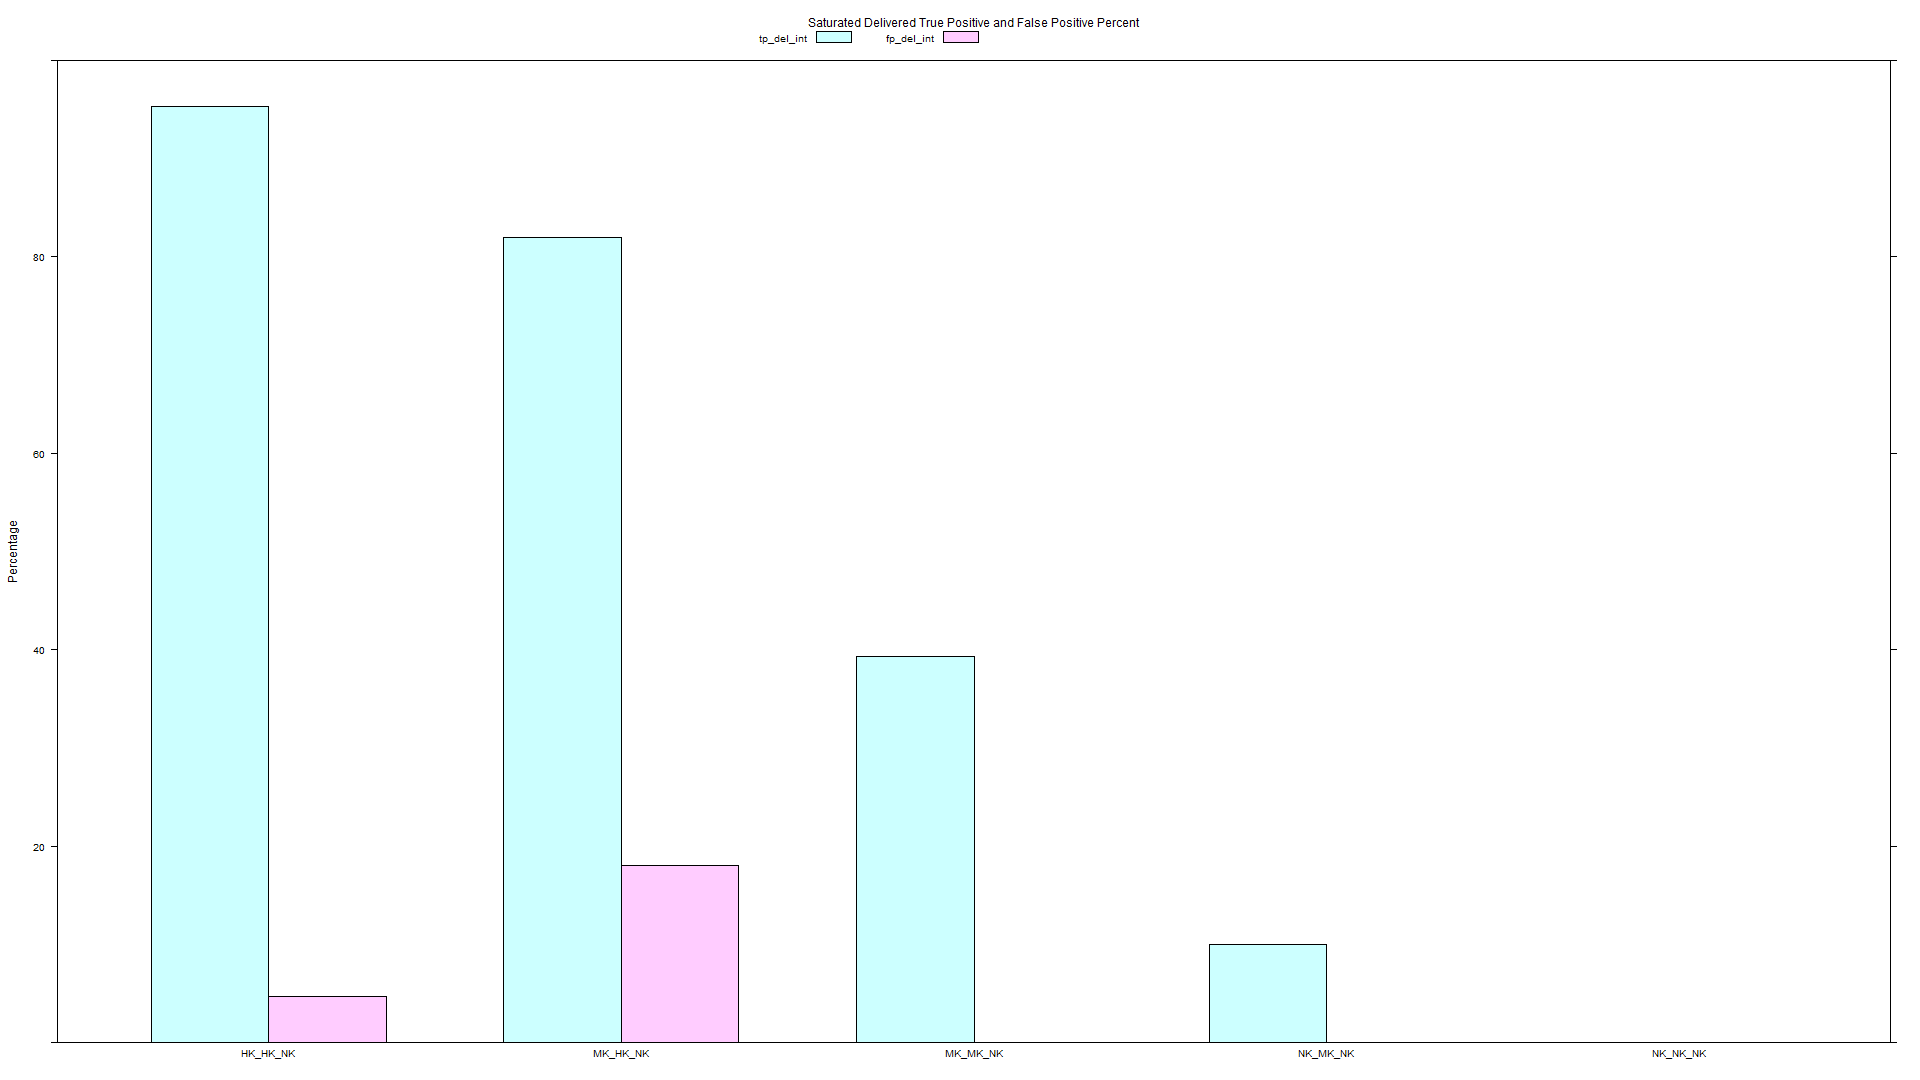 Saturated Delivered True Positive and False Positive Percent
tp_del_int fp_del_int
80
60
Percentage
40
20
HK_HK_NK MK_HK_NK MK_MK_NK NK_MK_NK NK_NK_NK